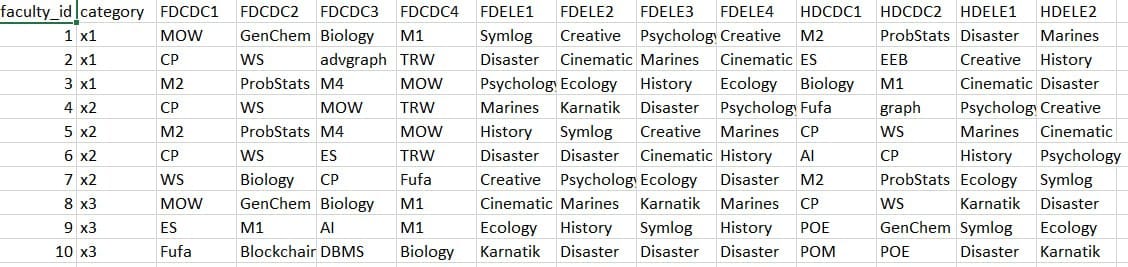 faculty_id category FDCDC1 FDCDC2 FDCDC3 FDCDC4 FDELE1 FDELE2 FDELE3 FDELE4 HDCDC1 HDCDC2 HDELE1 HDELE2
1 x1 MOW GenChem Biology M1 Symlog Creative Psycholog Creative M2 ProbStats Disaster Marines
2 x1 CP WS advgraph TRW Disaster Cinematic Marines Cinematic ES EEB Creative History
3 x1 M2 ProbStats M4 MOW Psycholog Ecology History Ecology Biology M1 Cinematic Disaster
4 x2 CP WS MOW TRW Marines Karnatik Disaster Psycholog Fufa graph Psycholog Creative
5 x2 M2 ProbStats M4 MOW History Symlog Creative Marines CP WS Marines Cinematic
6 x2 CP WS ES TRW Disaster Disaster Cinematic History AI CP History Psychology
7 x2 WS Biology CP Fufa Creative Psycholog Ecology Disaster M2 ProbStats Ecology Symlog
8 x3 MOW GenChem Biology M1 Cinematic Marines Karnatik Marines CP WS Karnatik Disaster
9 x3 ES M1 AI M1 Ecology History Symlog History POE GenChem Symlog Ecology
10 x3 Fufa Blockchair DBMS Biology Karnatik Disaster Disaster Disaster POM POE Disaster Karnatik